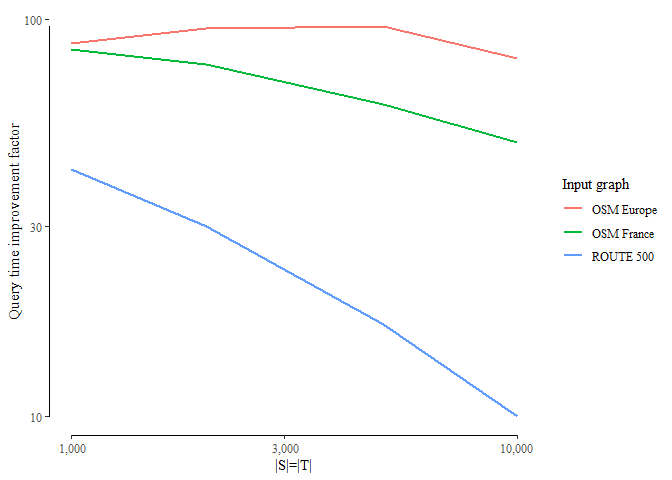 100
30
10
Query time improvement factor
1,000
3,000
10,000
|S|=|T|
Input graph
OSM Europe
OSM France
ROUTE 500